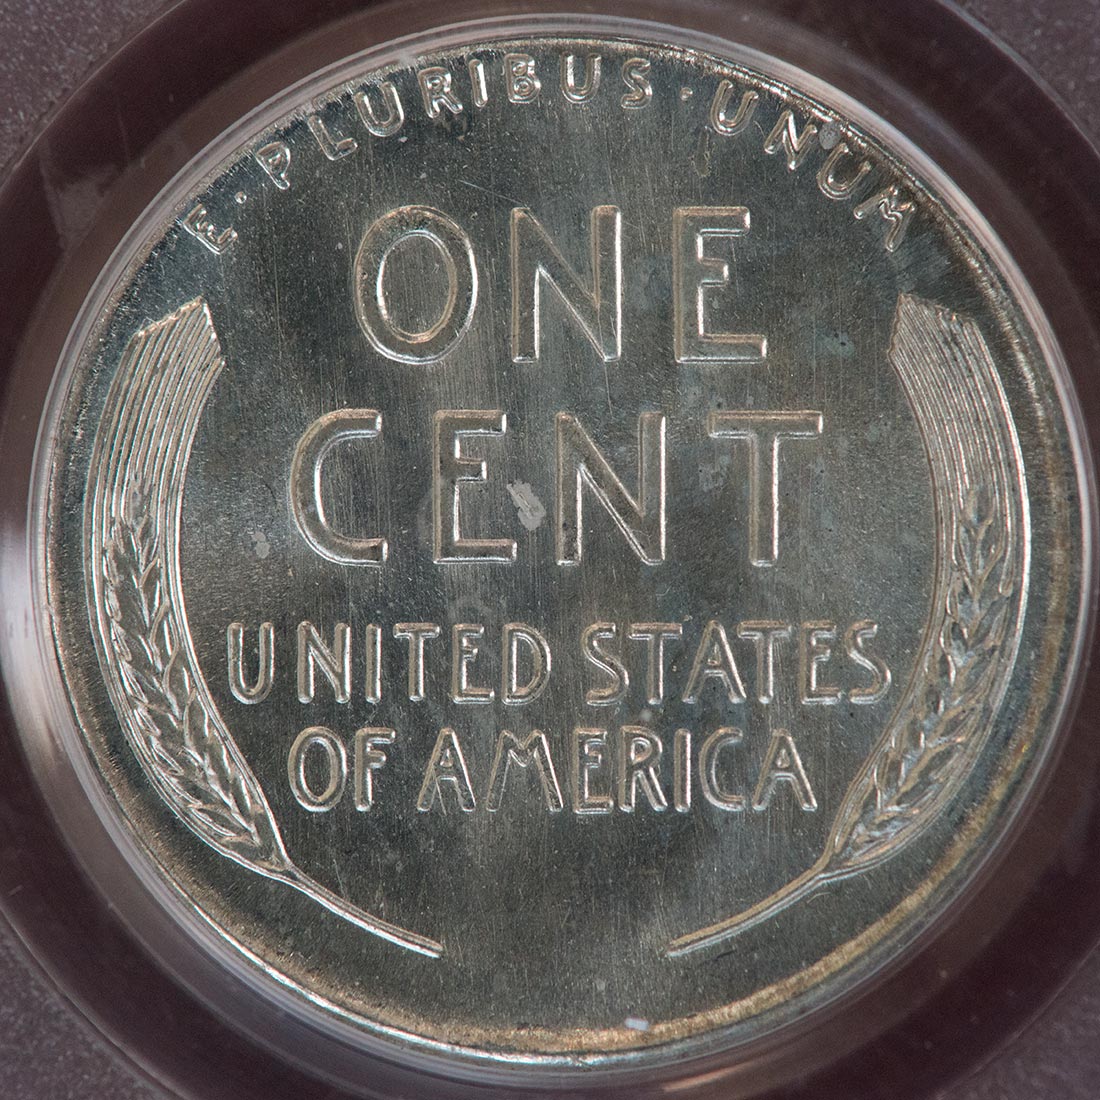 E · PLURIBUS · UNUM
ONE
CENT
UNITED STATES
OF AMERICA